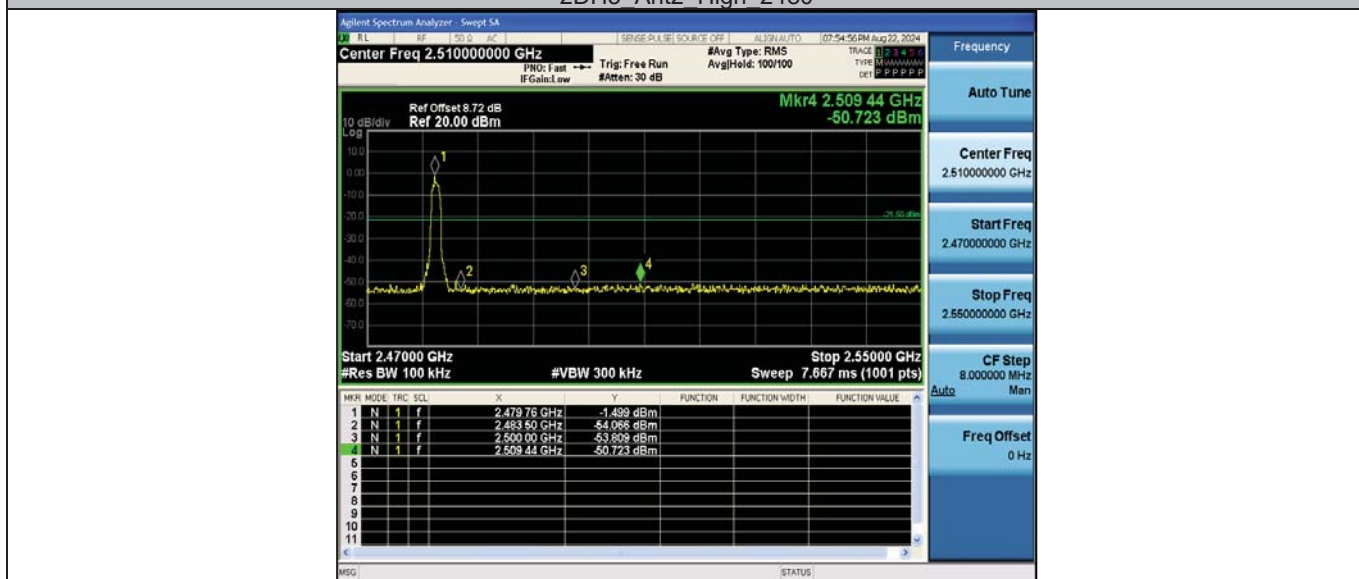 2DH5_Ant2_High_2480
Agilent Spectrum Analyzer - Swept SA
RL RF 50 Ω AC SENSE:PULSE SOURCE OFF ALIGN AUTO 07:54:56 PM Aug 22, 2024
Center Freq 2.510000000 GHz
PNO: Fast
IFGain:Low
Trig: Free Run
#Atten: 30 dB
#Avg Type: RMS
Avg|Hold: 100/100
TRACE 1 2 3 4 5 6
TYPE M
DET P P P P P P
Ref Offset 8.72 dB
10 dB/div Ref 20.00 dBm
Log
Mkr4 2.509 44 GHz
-50.723 dBm
10.0
0.00
-10.0
-20.0
-30.0
-40.0
-50.0
-60.0
-70.0
1
2
3
4
-21.50 dBm
Start 2.47000 GHz Stop 2.55000 GHz
#Res BW 100 kHz #VBW 300 kHz Sweep 7.667 ms (1001 pts)
MKR MODE TRC SCL X Y FUNCTION FUNCTION WIDTH FUNCTION VALUE
1 N 1 f 2.479 76 GHz -1.499 dBm
2 N 1 f 2.483 50 GHz -54.066 dBm
3 N 1 f 2.500 00 GHz -53.809 dBm
4 N 1 f 2.509 44 GHz -50.723 dBm
5
6
7
8
9
10
11
MSG STATUS
Frequency
Auto Tune
Center Freq
2.510000000 GHz
Start Freq
2.470000000 GHz
Stop Freq
2.550000000 GHz
CF Step
8.000000 MHz
Auto Man
Freq Offset
0 Hz